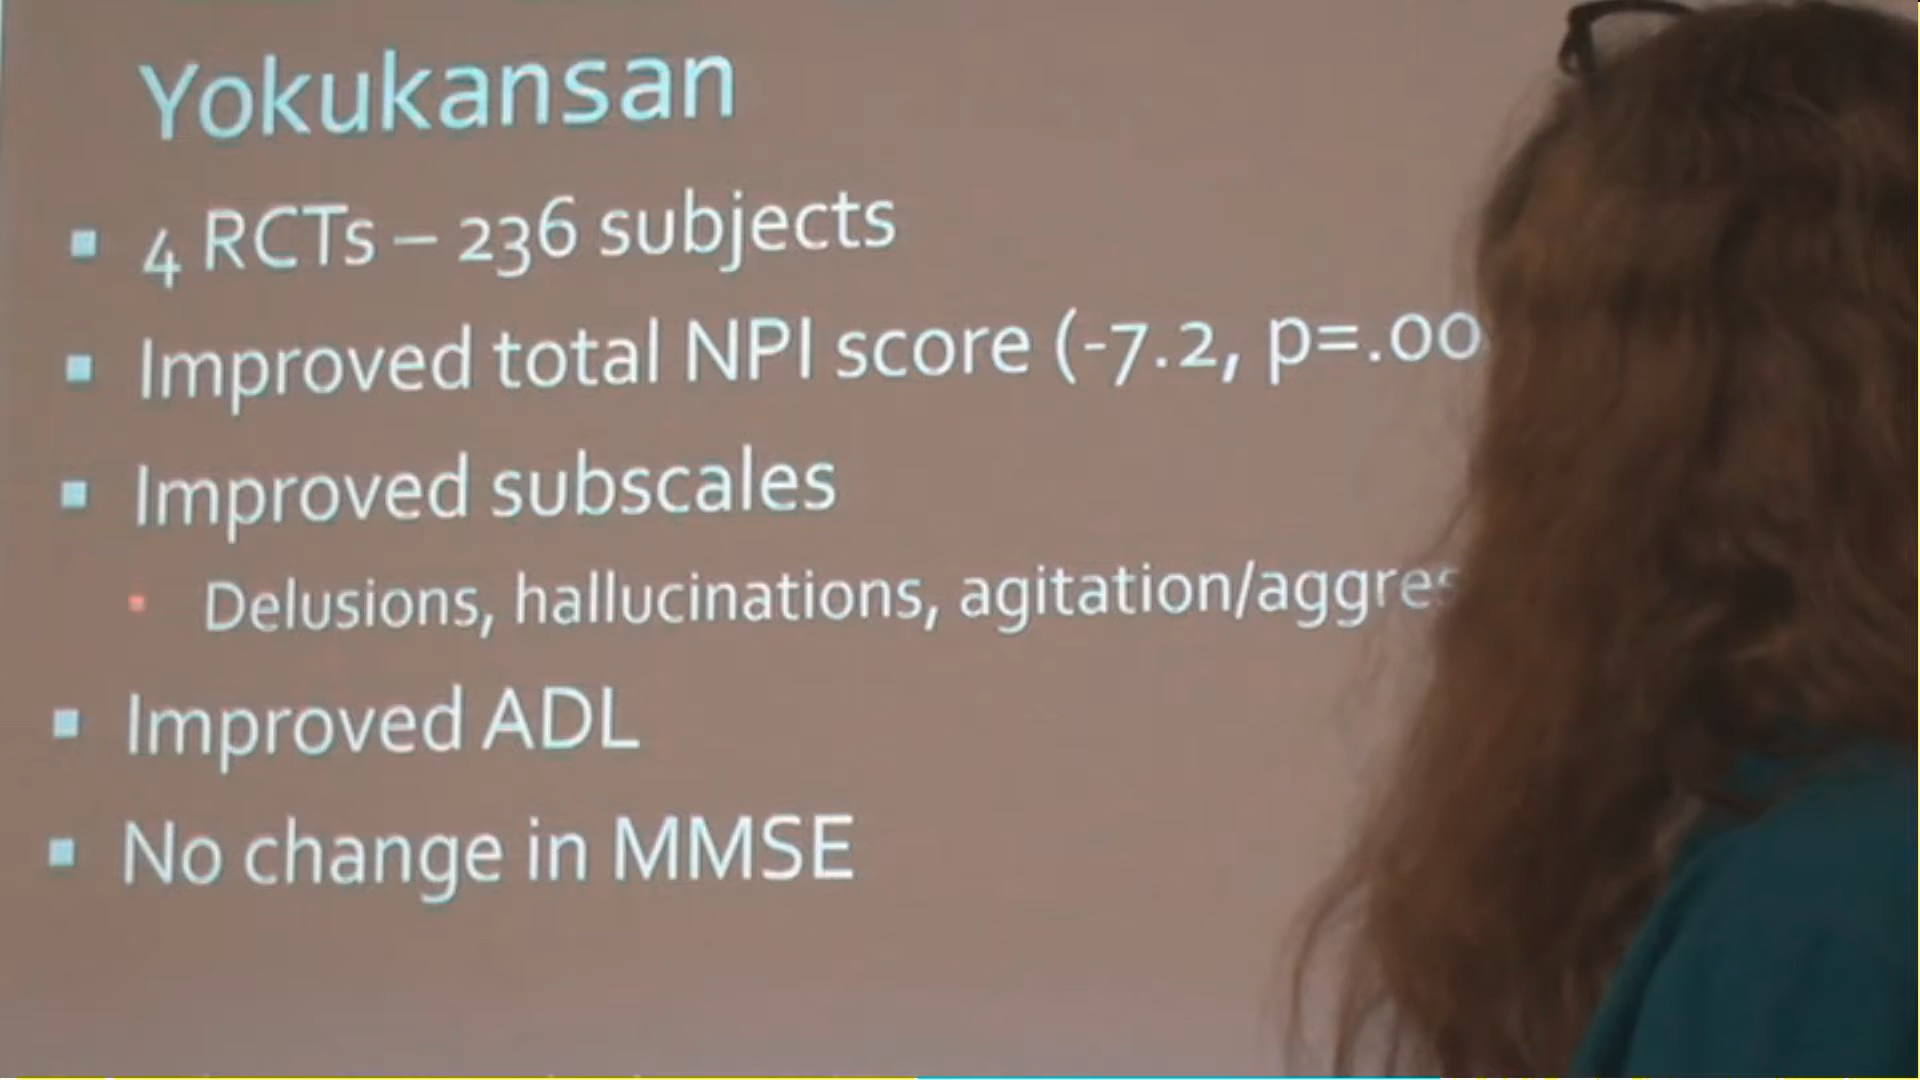 Yokukansan
4 RCTs – 236 subjects
Improved total NPI score (-7.2, p=.00
Improved subscales
Delusions, hallucinations, agitation/aggres
Improved ADL
No change in MMSE